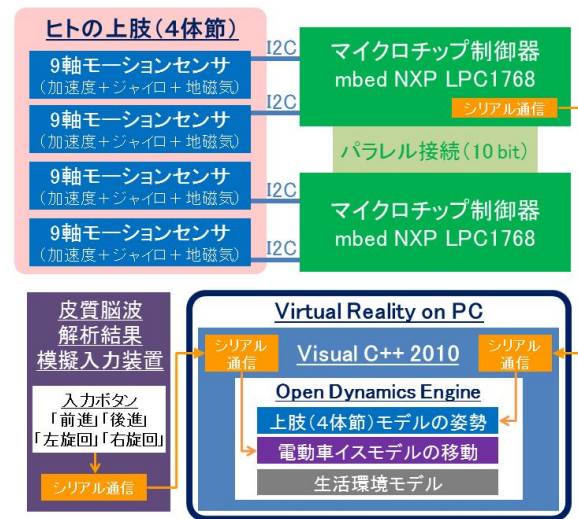 ヒトの上肢(4体節)
9軸モーションセンサ
(加速度+ジャイロ+地磁気)
9軸モーションセンサ
(加速度+ジャイロ+地磁気)
9軸モーションセンサ
(加速度+ジャイロ+地磁気)
9軸モーションセンサ
(加速度+ジャイロ+地磁気)
I2C
I2C
I2C
I2C
マイクロチップ制御器
mbed NXP LPC1768
シリアル通信
パラレル接続(10 bit)
マイクロチップ制御器
mbed NXP LPC1768
皮質脳波
解析結果
模擬入力装置
入力ボタン
「前進」「後進」
「左旋回」「右旋回」
シリアル通信
Virtual Reality on PC
シリアル
通信
Visual C++ 2010
シリアル
通信
Open Dynamics Engine
上肢(4体節)モデルの姿勢
電動車イスモデルの移動
生活環境モデル